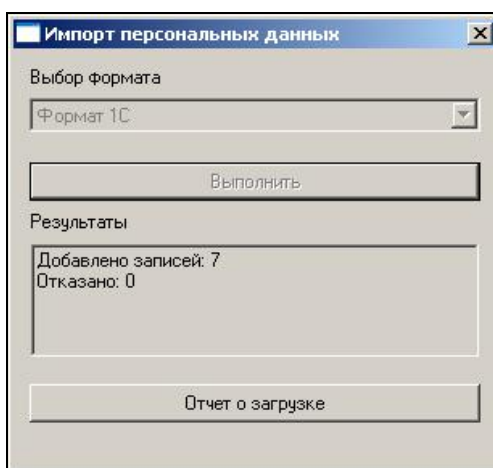 Импорт персональных данных
Выбор формата
Формат 1С
Выполнить
Результаты
Добавлено записей: 7
Отказано: 0
Отчет о загрузке